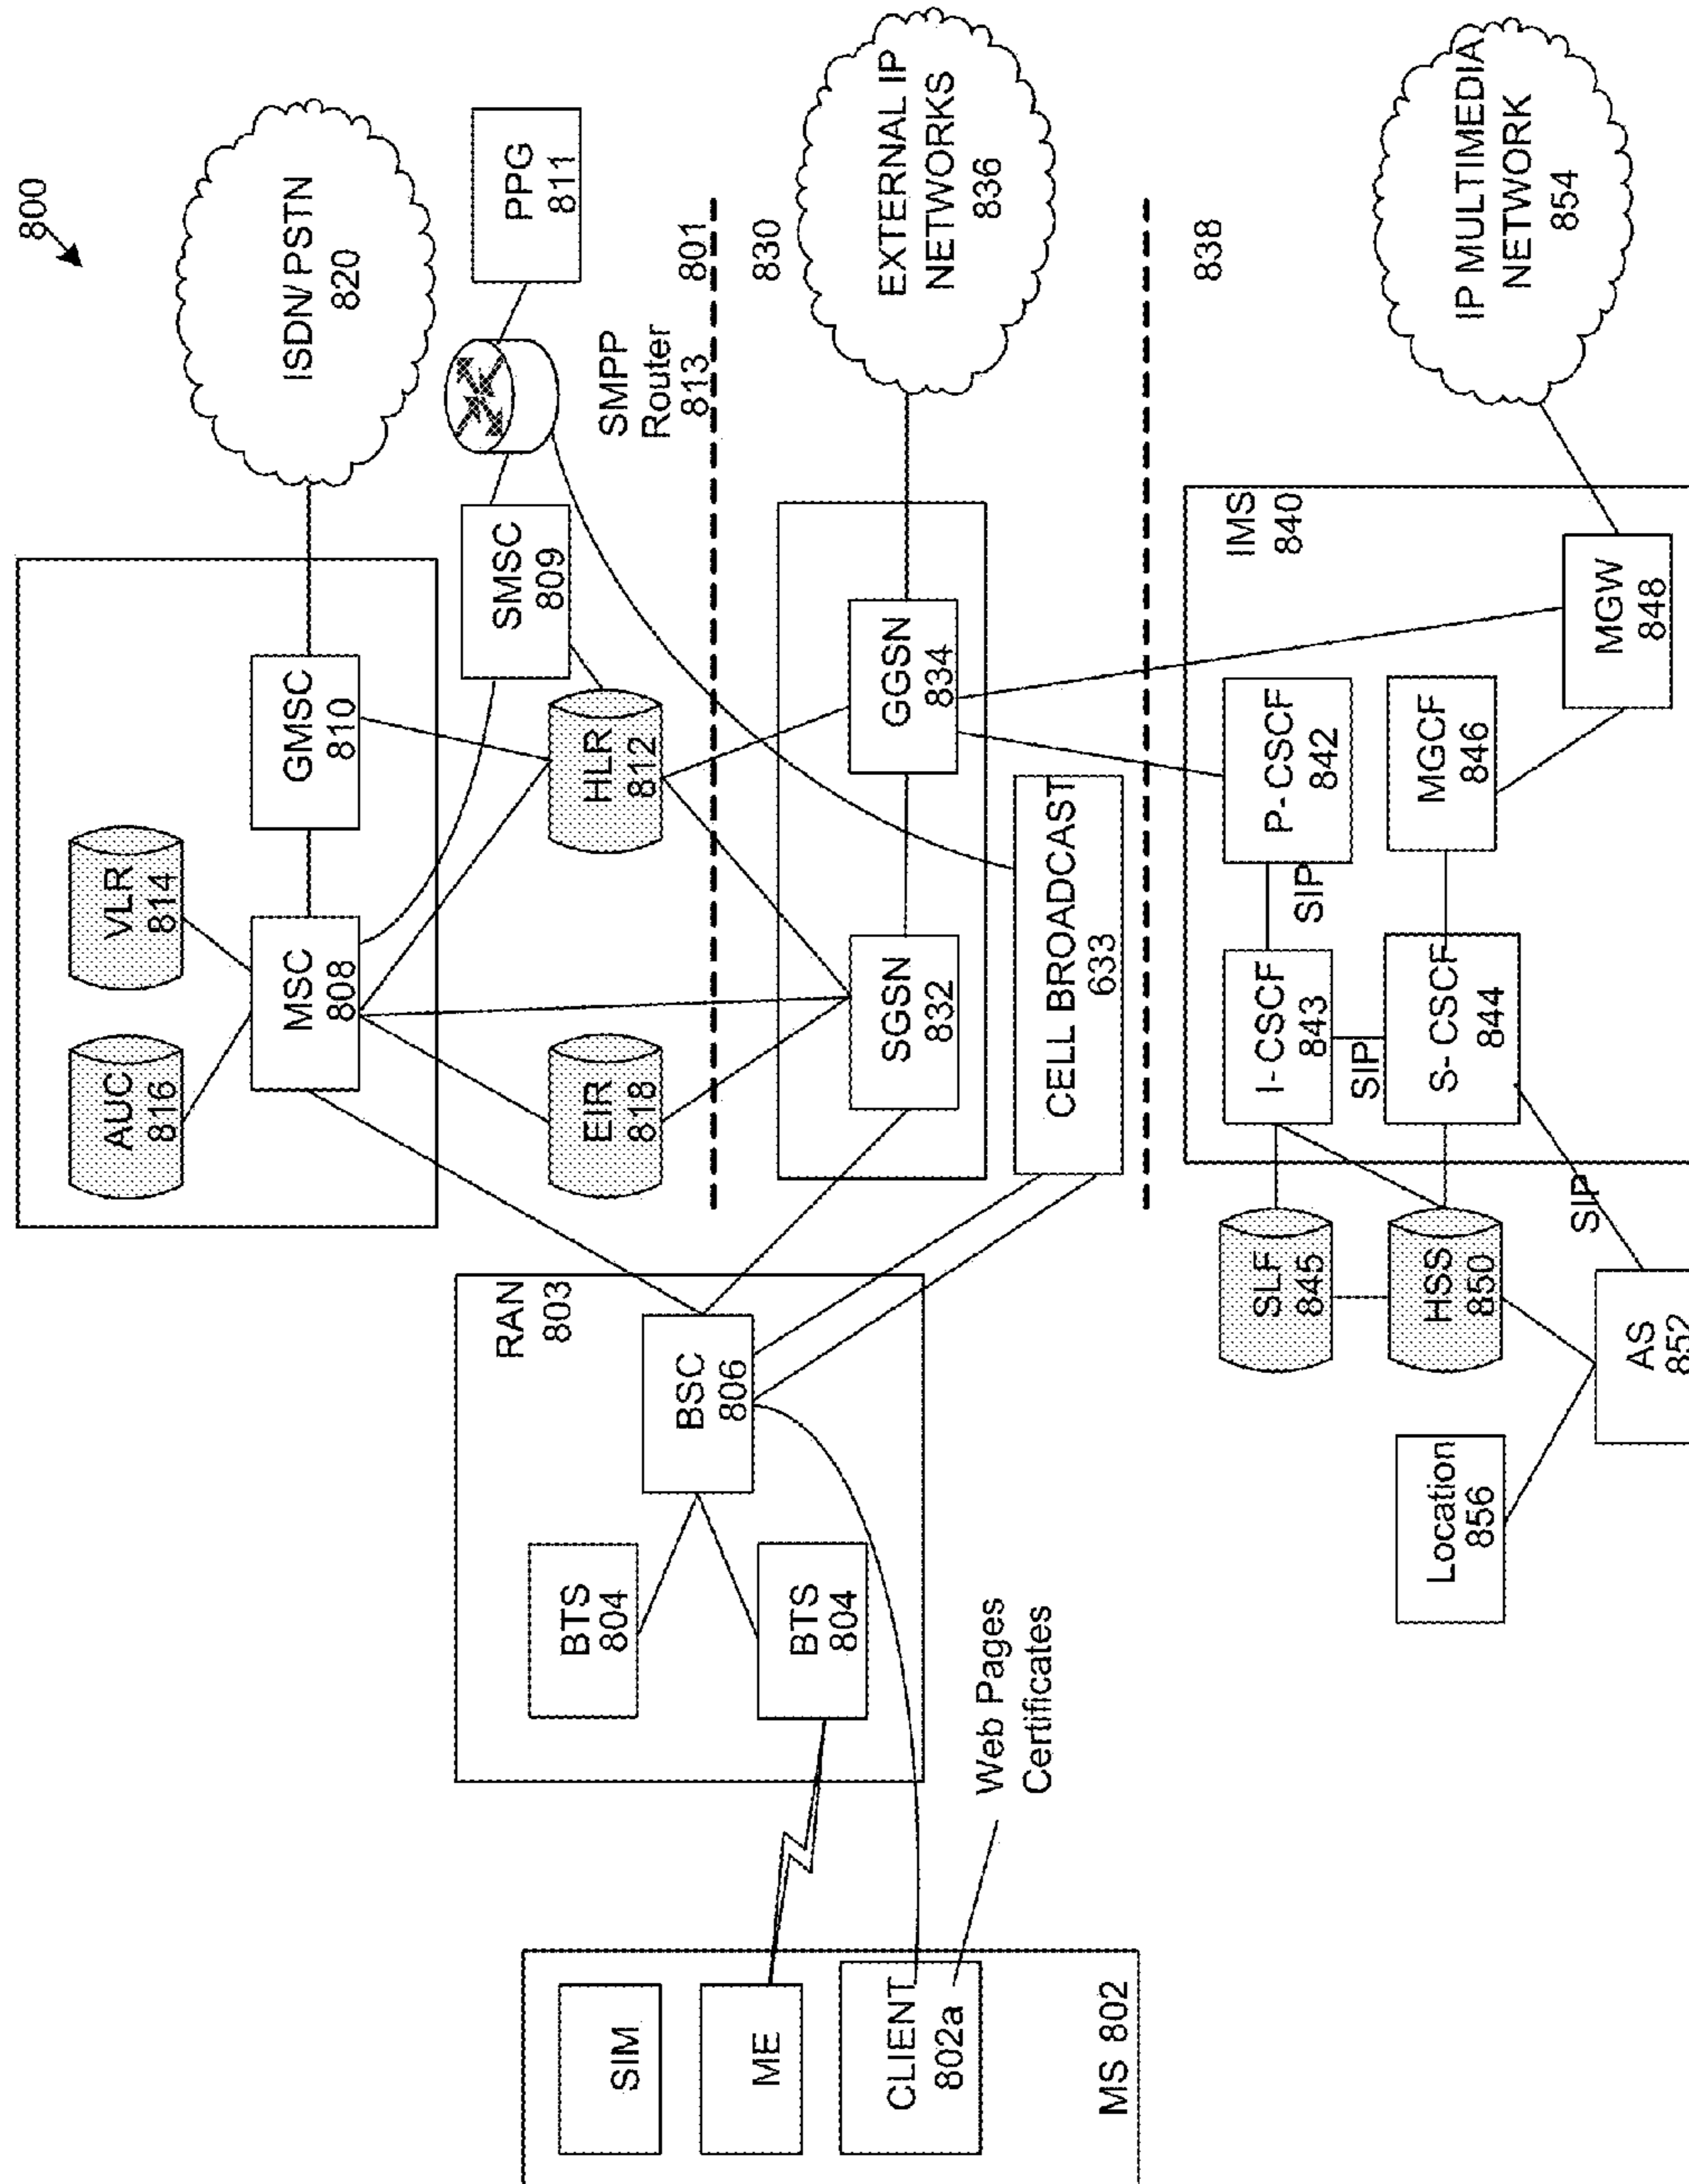 800
ISDN/ PSTN
820
VLR
814
AUC
816
MSC
808
GMSC
810
SMSC
809
PPG
811
HLR
812
EIR
818
SMPP
Router
813
801
830
RAN
803
BTS
804
BTS
804
BSC
806
SIM
ME
CLIENT
802a
MS 802
Web Pages
Certificates
SGSN
832
GGSN
834
EXTERNAL IP
NETWORKS
836
CELL BROADCAST
633
838
IMS
840
I- CSCF
843
SIP
P- CSCF
842
SIP
S- CSCF
844
MGCF
846
MGW
848
IP MULTIMEDIA
NETWORK
854
SLF
845
HSS
850
SIP
Location
856
AS
852